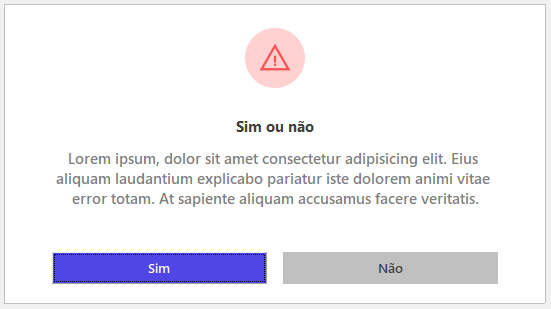 Sim ou não
Lorem ipsum, dolor sit amet consectetur adipisicing elit. Eius
aliquam laudantium explicabo pariatur iste dolorem animi vitae
error totam. At sapiente aliquam accusamus facere veritatis.
Sim
Não